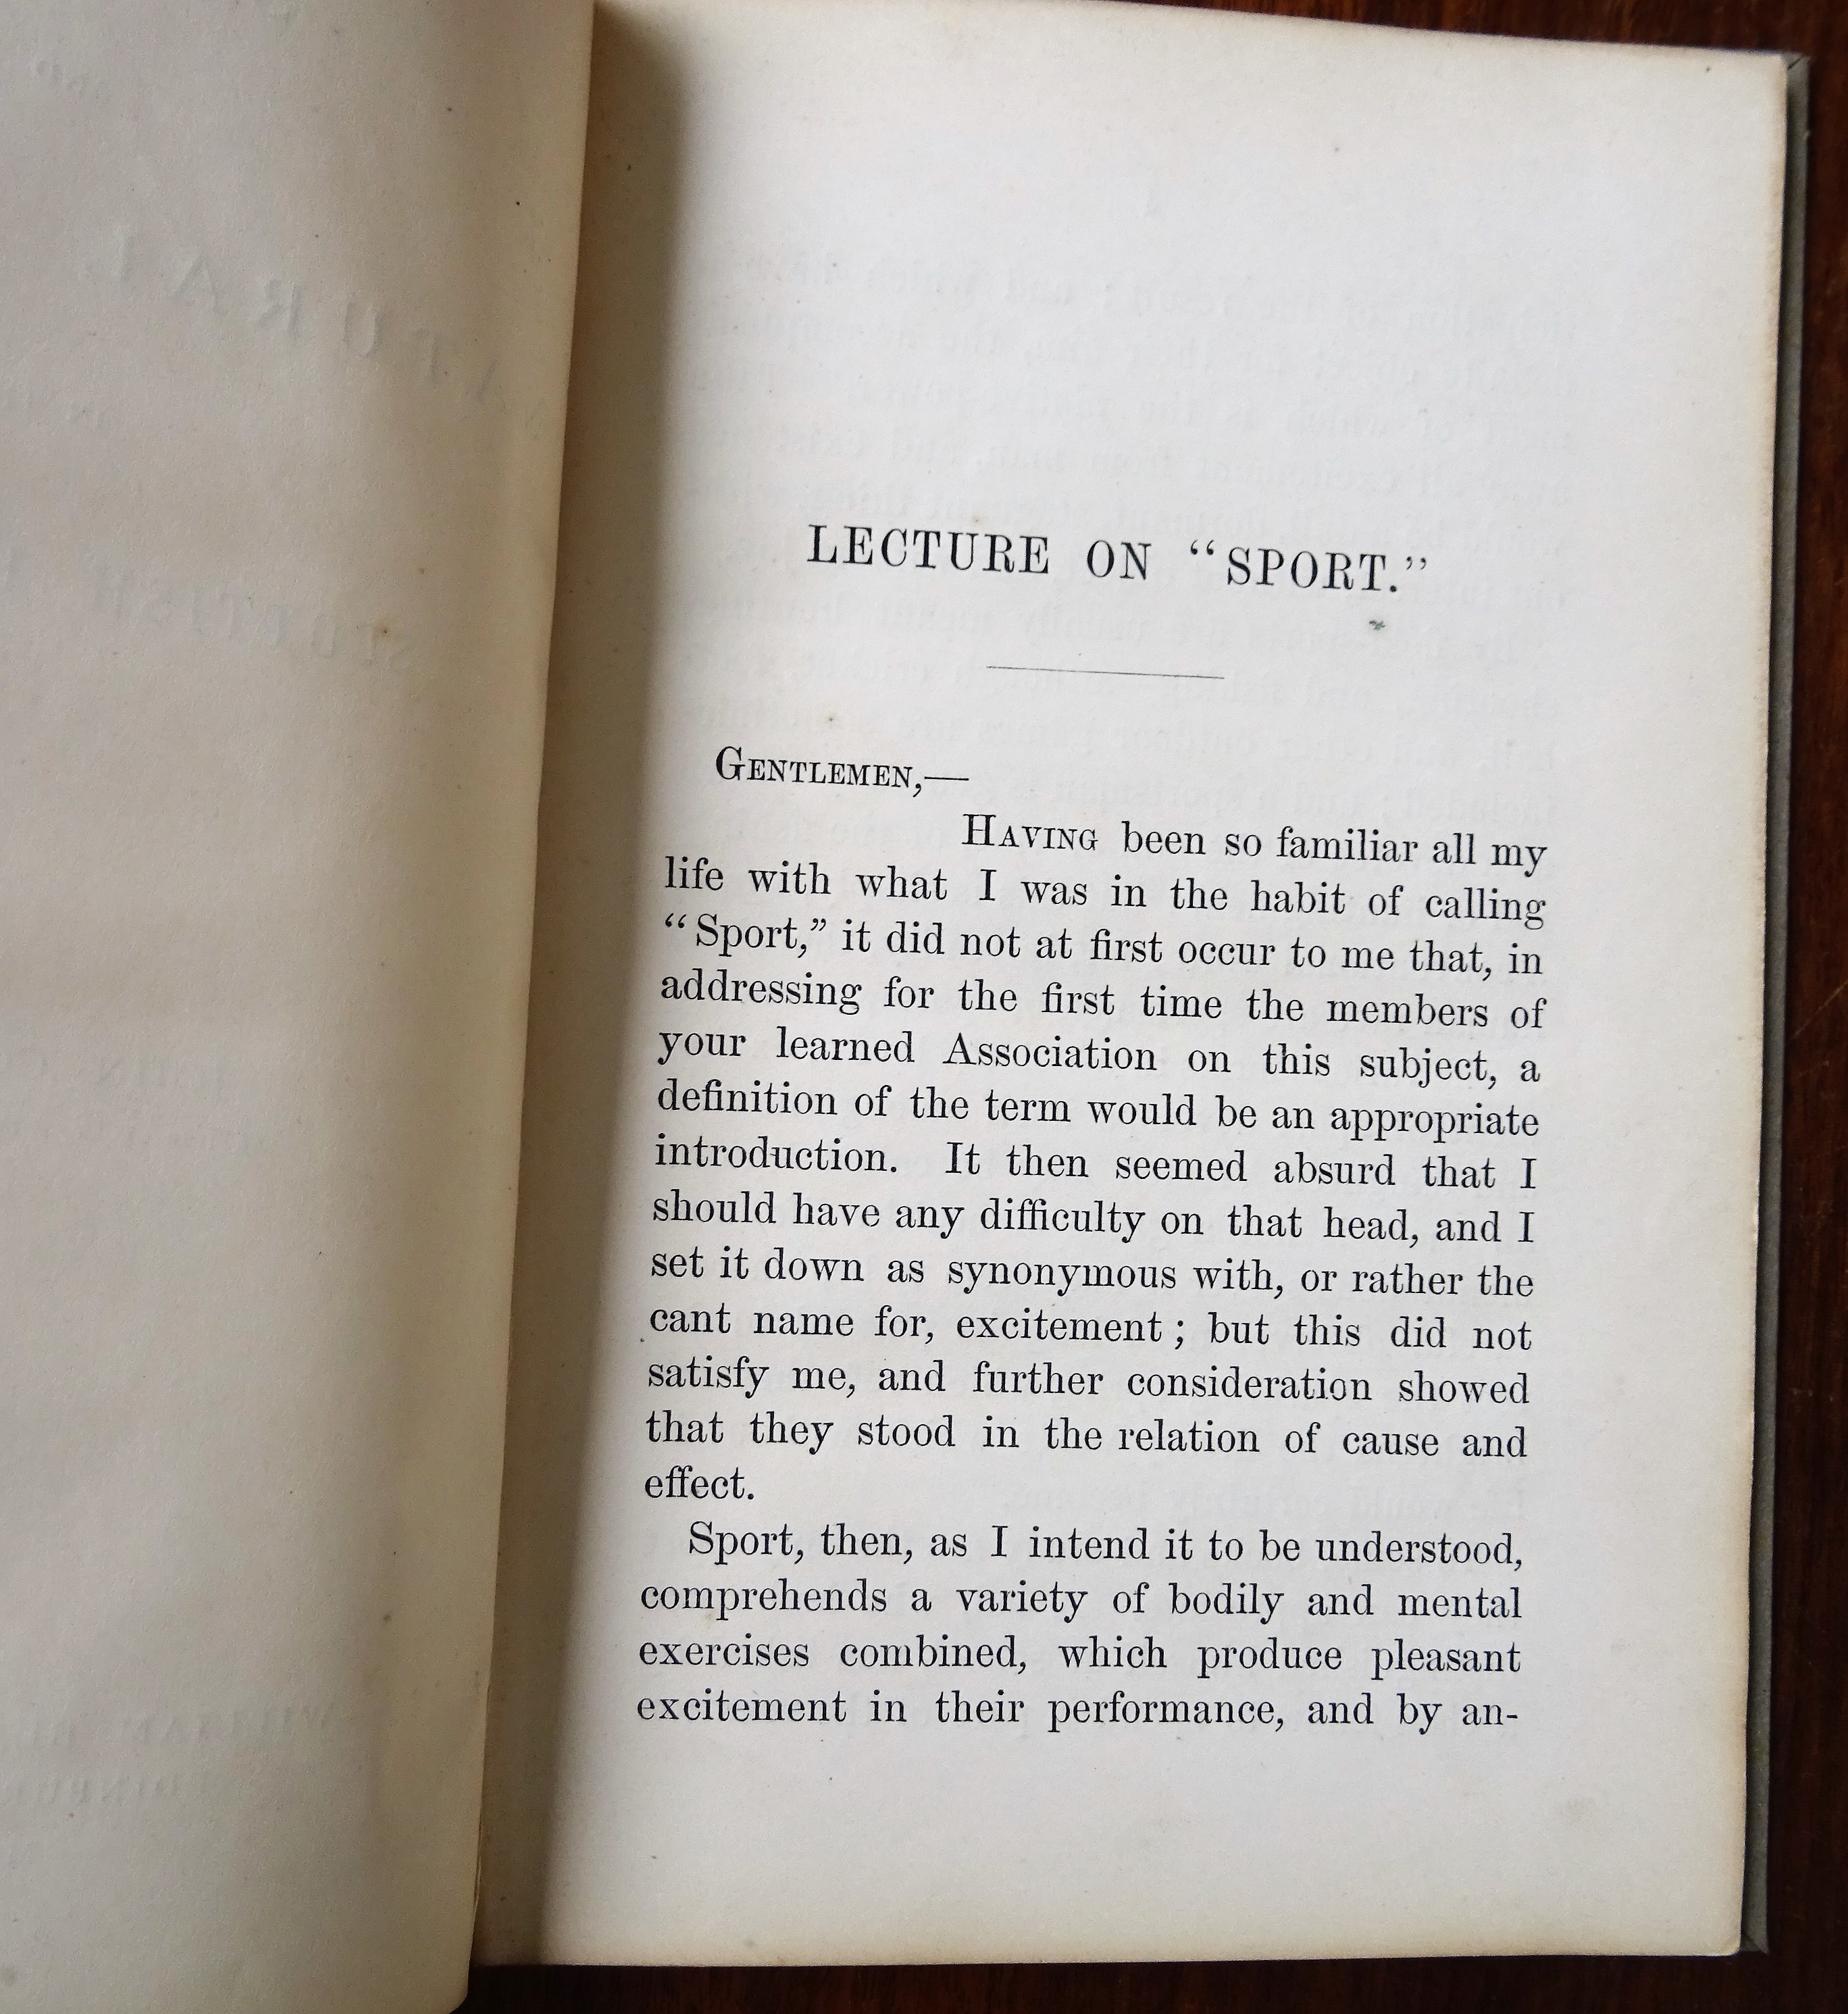 LECTURE ON “SPORT.”
GENTLEMEN,—
HAVING been so familiar all my
life with what I was in the habit of calling
“Sport,” it did not at first occur to me that, in
addressing for the first time the members of
your learned Association on this subject, a
definition of the term would be an appropriate
introduction. It then seemed absurd that I
should have any difficulty on that head, and I
set it down as synonymous with, or rather the
cant name for, excitement; but this did not
satisfy me, and further consideration showed
that they stood in the relation of cause and
effect.
Sport, then, as I intend it to be understood,
comprehends a variety of bodily and mental
exercises combined, which produce pleasant
excitement in their performance, and by an-